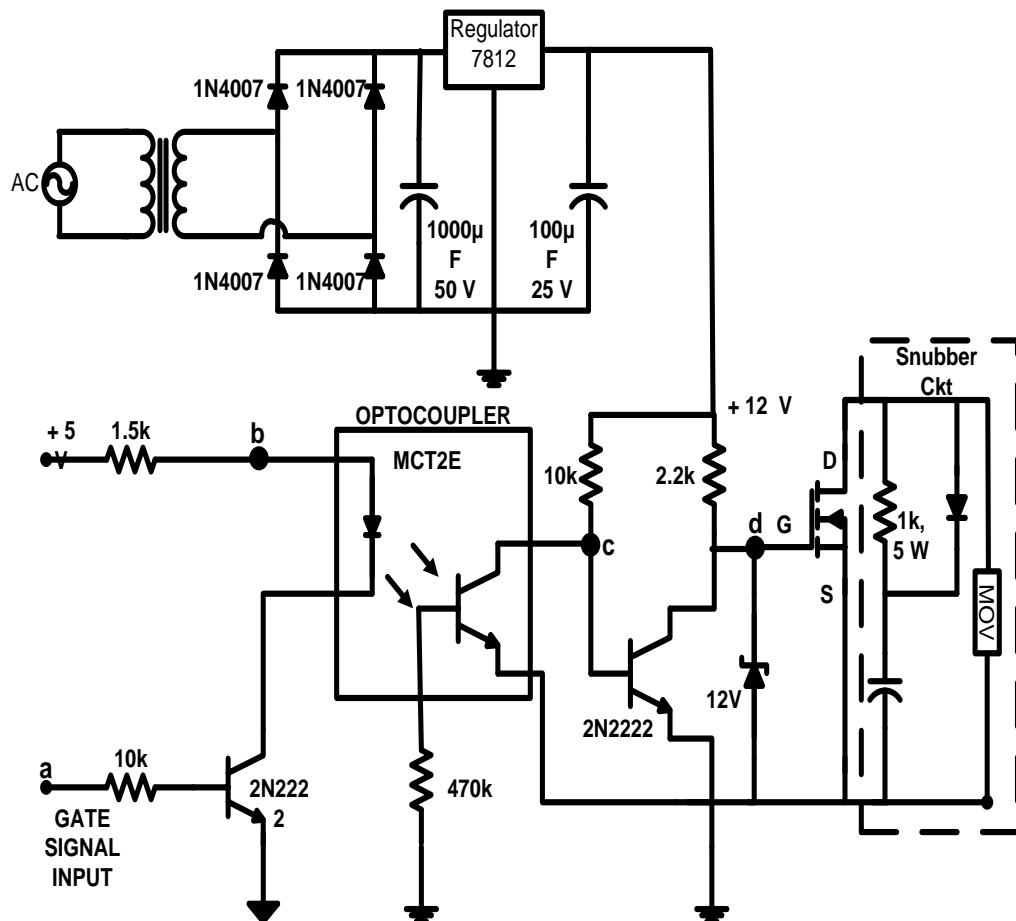 Regulator
7812
1N4007
1N4007
AC
1N4007
1N4007
1000µ
F
50 V
100µ
F
25 V
Snubber
Ckt
OPTOCOUPLER
MCT2E
+ 5
V
1.5k
b
+ 12 V
10k
2.2k
D
d
G
1k,
5 W
c
S
MOV
12V
2N2222
a
10k
2N222
2
470k
GATE
SIGNAL
INPUT